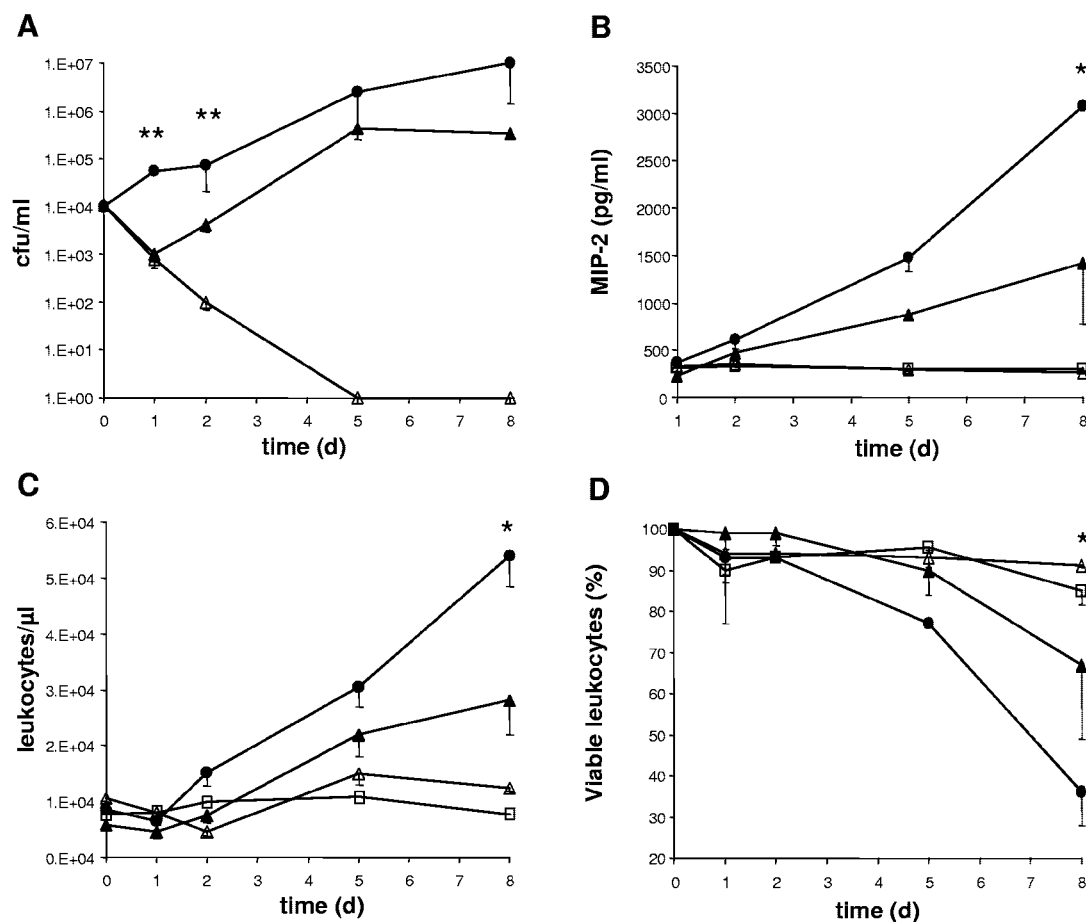 A
1.E+07
1.E+06
1.E+05
1.E+04
1.E+03
1.E+02
1.E+01
1.E+00
cfu/ml
** **
0 1 2 3 4 5 6 7 8
time (d)
B
3500
3000
2500
2000
1500
1000
500
0
MIP-2 (pg/ml)
*
1 2 3 4 5 6 7 8
time (d)
C
6.E+04
5.E+04
4.E+04
3.E+04
2.E+04
1.E+04
0.E+04
leukocytes/µl
*
0 1 2 3 4 5 6 7 8
time (d)
D
100
90
80
70
60
50
40
30
20
Viable leukocytes (%)
*
0 1 2 3 4 5 6 7 8
time (d)